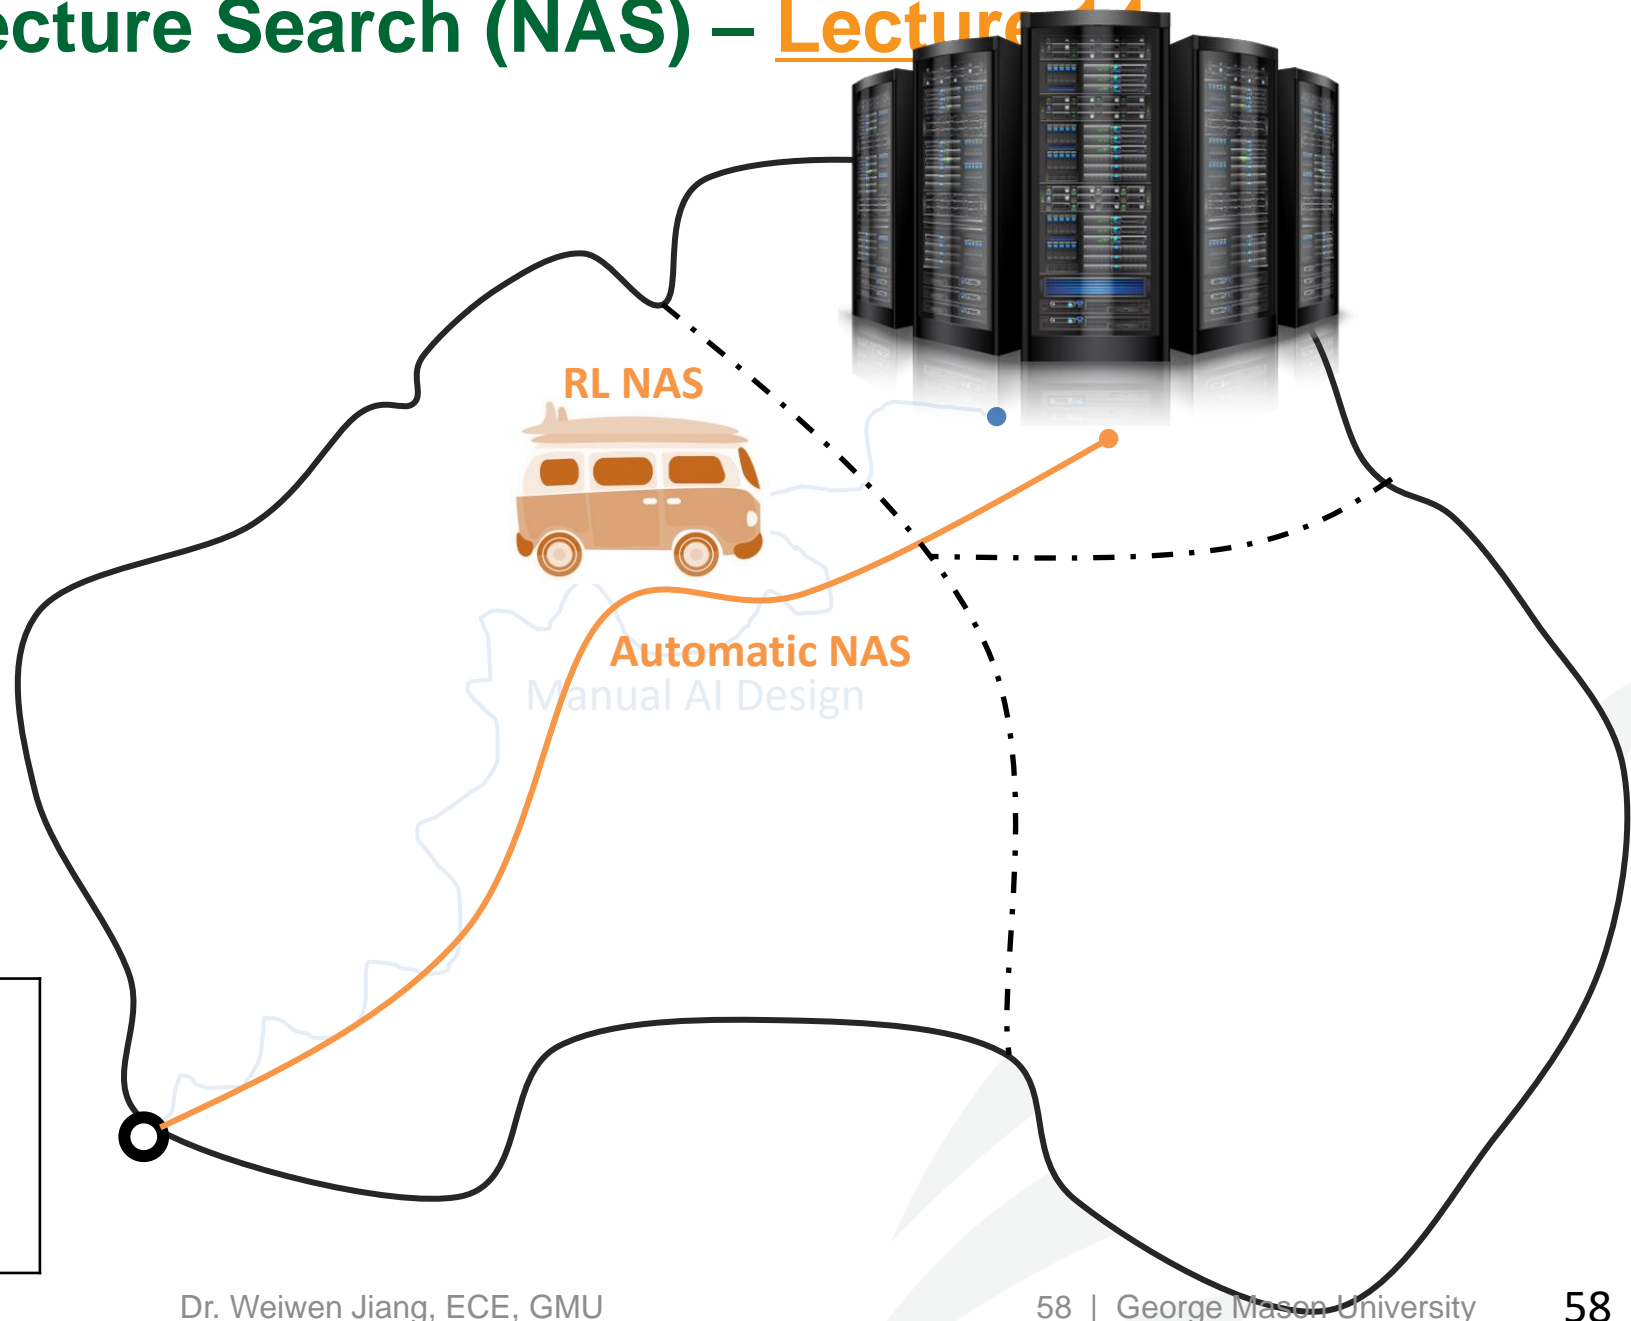 ecture Search (NAS) – Lecture
RL NAS
Automatic NAS
Manual AI Design
Dr. Weiwen Jiang, ECE, GMU
58 | George Mason University
58